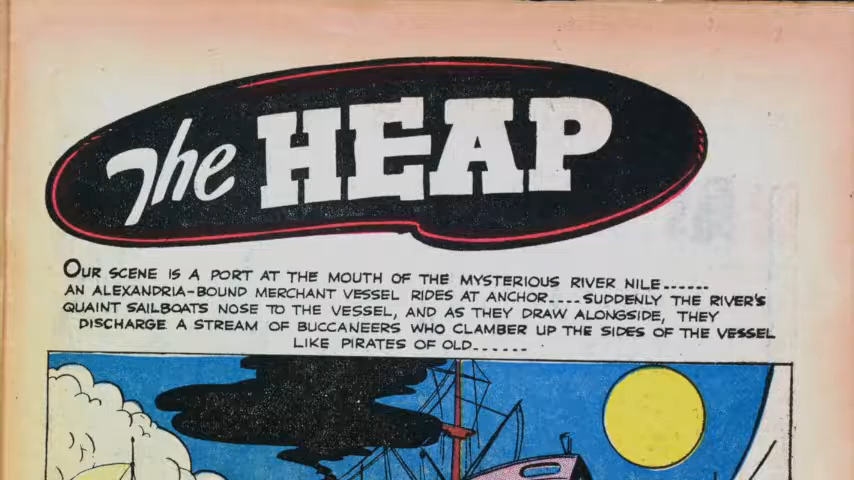 The HEAP
OUR SCENE IS A PORT AT THE MOUTH OF THE MYSTERIOUS RIVER NILE------
AN ALEXANDRIA-BOUND MERCHANT VESSEL RIDES AT ANCHOR----SUDDENLY THE RIVER'S
QUAINT SAILBOATS NOSE TO THE VESSEL, AND AS THEY DRAW ALONGSIDE, THEY
DISCHARGE A STREAM OF BUCCANEERS WHO CLAMBER UP THE SIDES OF THE VESSEL
LIKE PIRATES OF OLD------